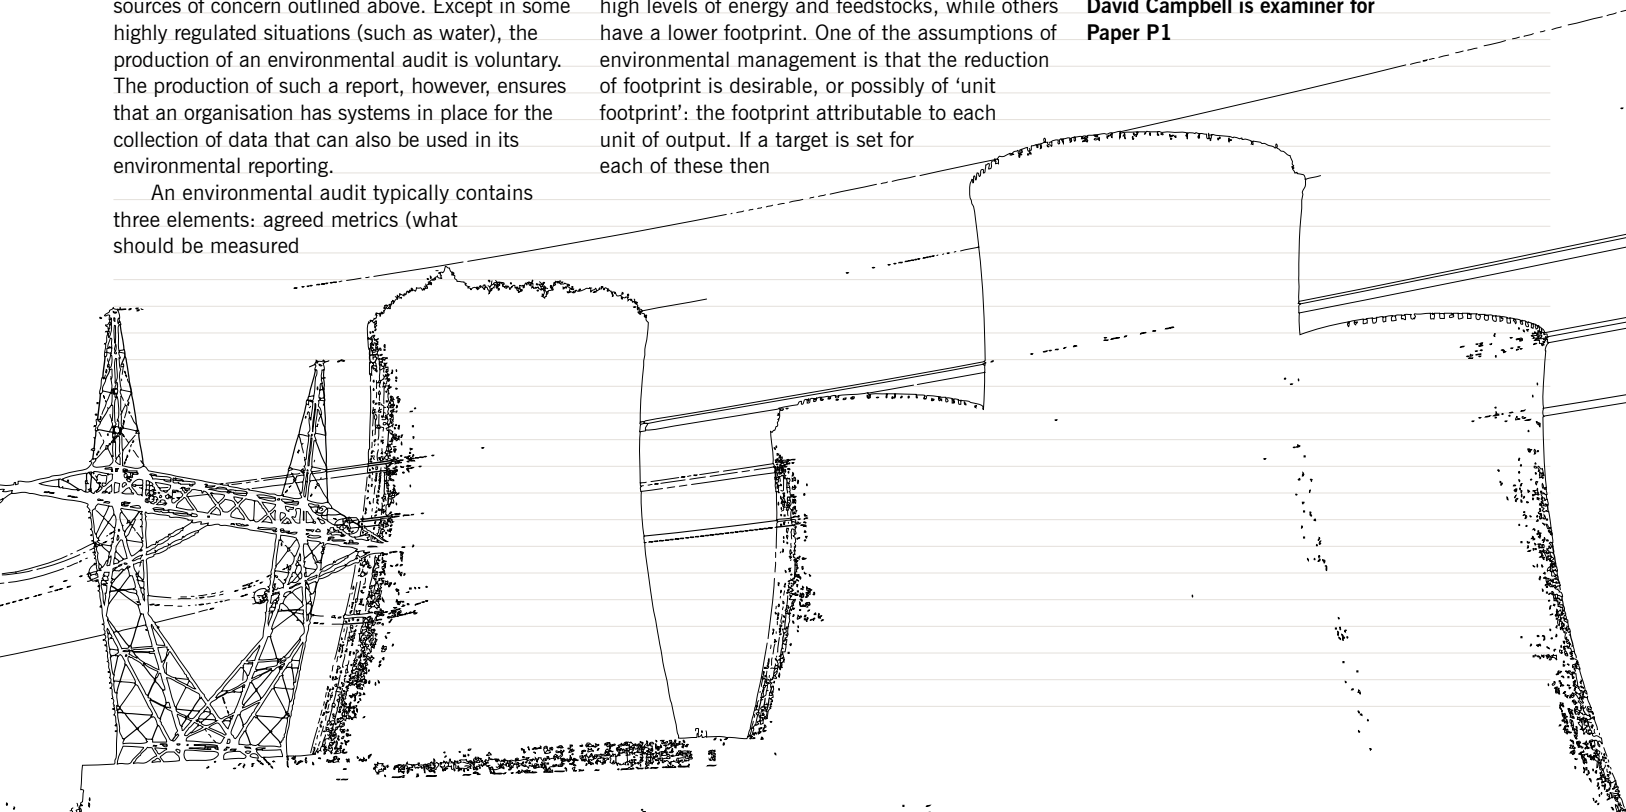 sources of concern outlined above. Except in some
highly regulated situations (such as water), the
production of an environmental audit is voluntary.
The production of such a report, however, ensures
that an organisation has systems in place for the
collection of data that can also be used in its
environmental reporting.
An environmental audit typically contains
three elements: agreed metrics (what
should be measured
high levels of energy and feedstocks, while others
have a lower footprint. One of the assumptions of
environmental management is that the reduction
of footprint is desirable, or possibly of ‘unit
footprint’: the footprint attributable to each
unit of output. If a target is set for
each of these then
David Campbell is examiner for
Paper P1